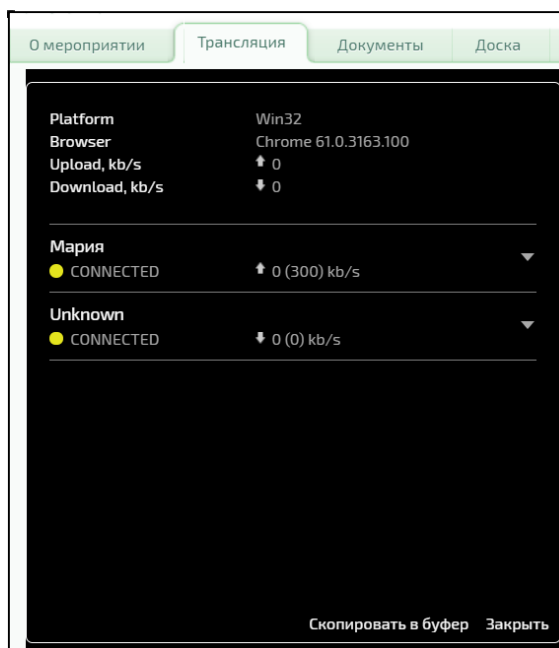 О мероприятии Трансляция Документы Доска
Platform Win32
Browser Chrome 61.0.3163.100
Upload, kb/s 0
Download, kb/s 0
Мария
CONNECTED 0 (300) kb/s
Unknown
CONNECTED 0 (0) kb/s
Скопировать в буфер Закрыть